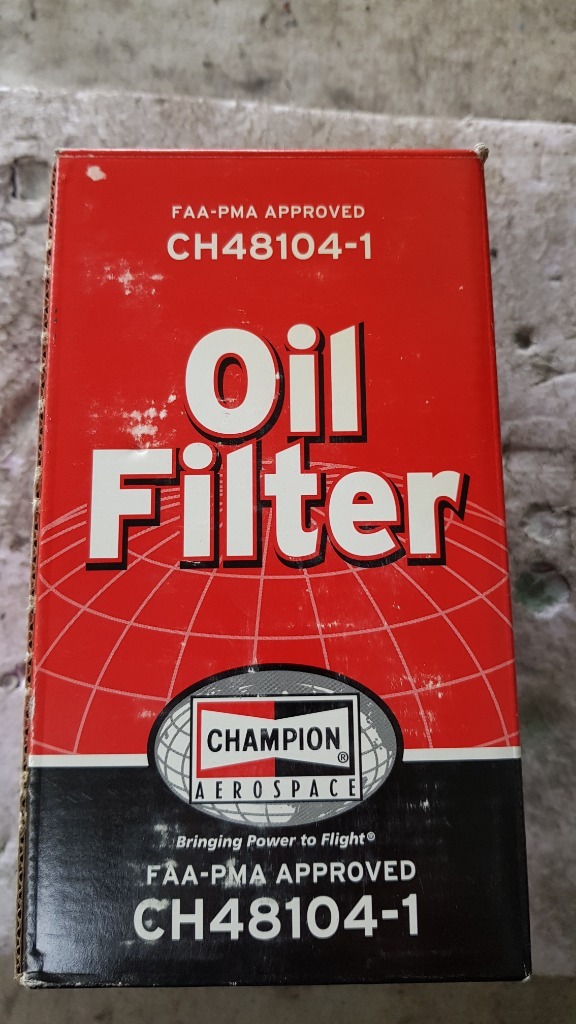 FAA-PMA APPROVED
CH48104-1
Oil
Filter
CHAMPION®
AEROSPACE
Bringing Power to Flight®
FAA-PMA APPROVED
CH48104-1